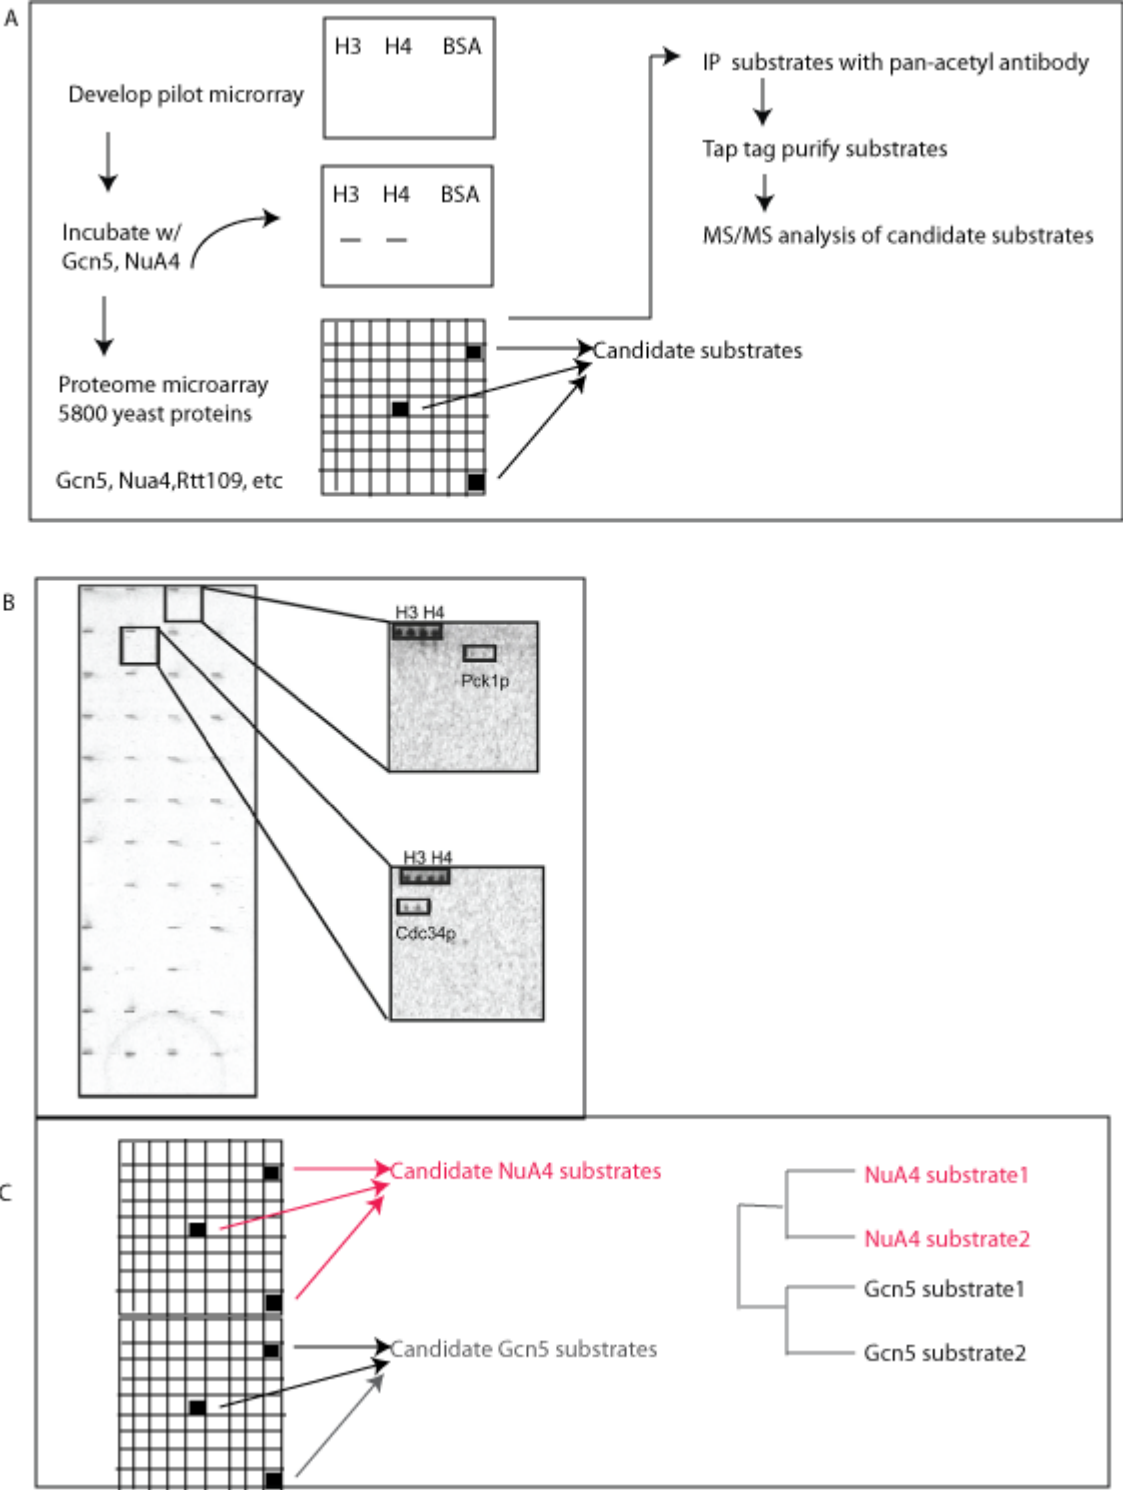 A
H3 H4 BSA
Develop pilot microrray
IP substrates with pan-acetyl antibody
Tap tag purify substrates
MS/MS analysis of candidate substrates
H3 H4 BSA
Incubate w/
Gcn5, NuA4
Candidate substrates
Proteome microarray
5800 yeast proteins
Gcn5, Nua4,Rtt109, etc
B
H3 H4
Pck1p
H3 H4
Cdc34p
C
Candidate NuA4 substrates
Candidate Gcn5 substrates
NuA4 substrate1
NuA4 substrate2
Gcn5 substrate1
Gcn5 substrate2